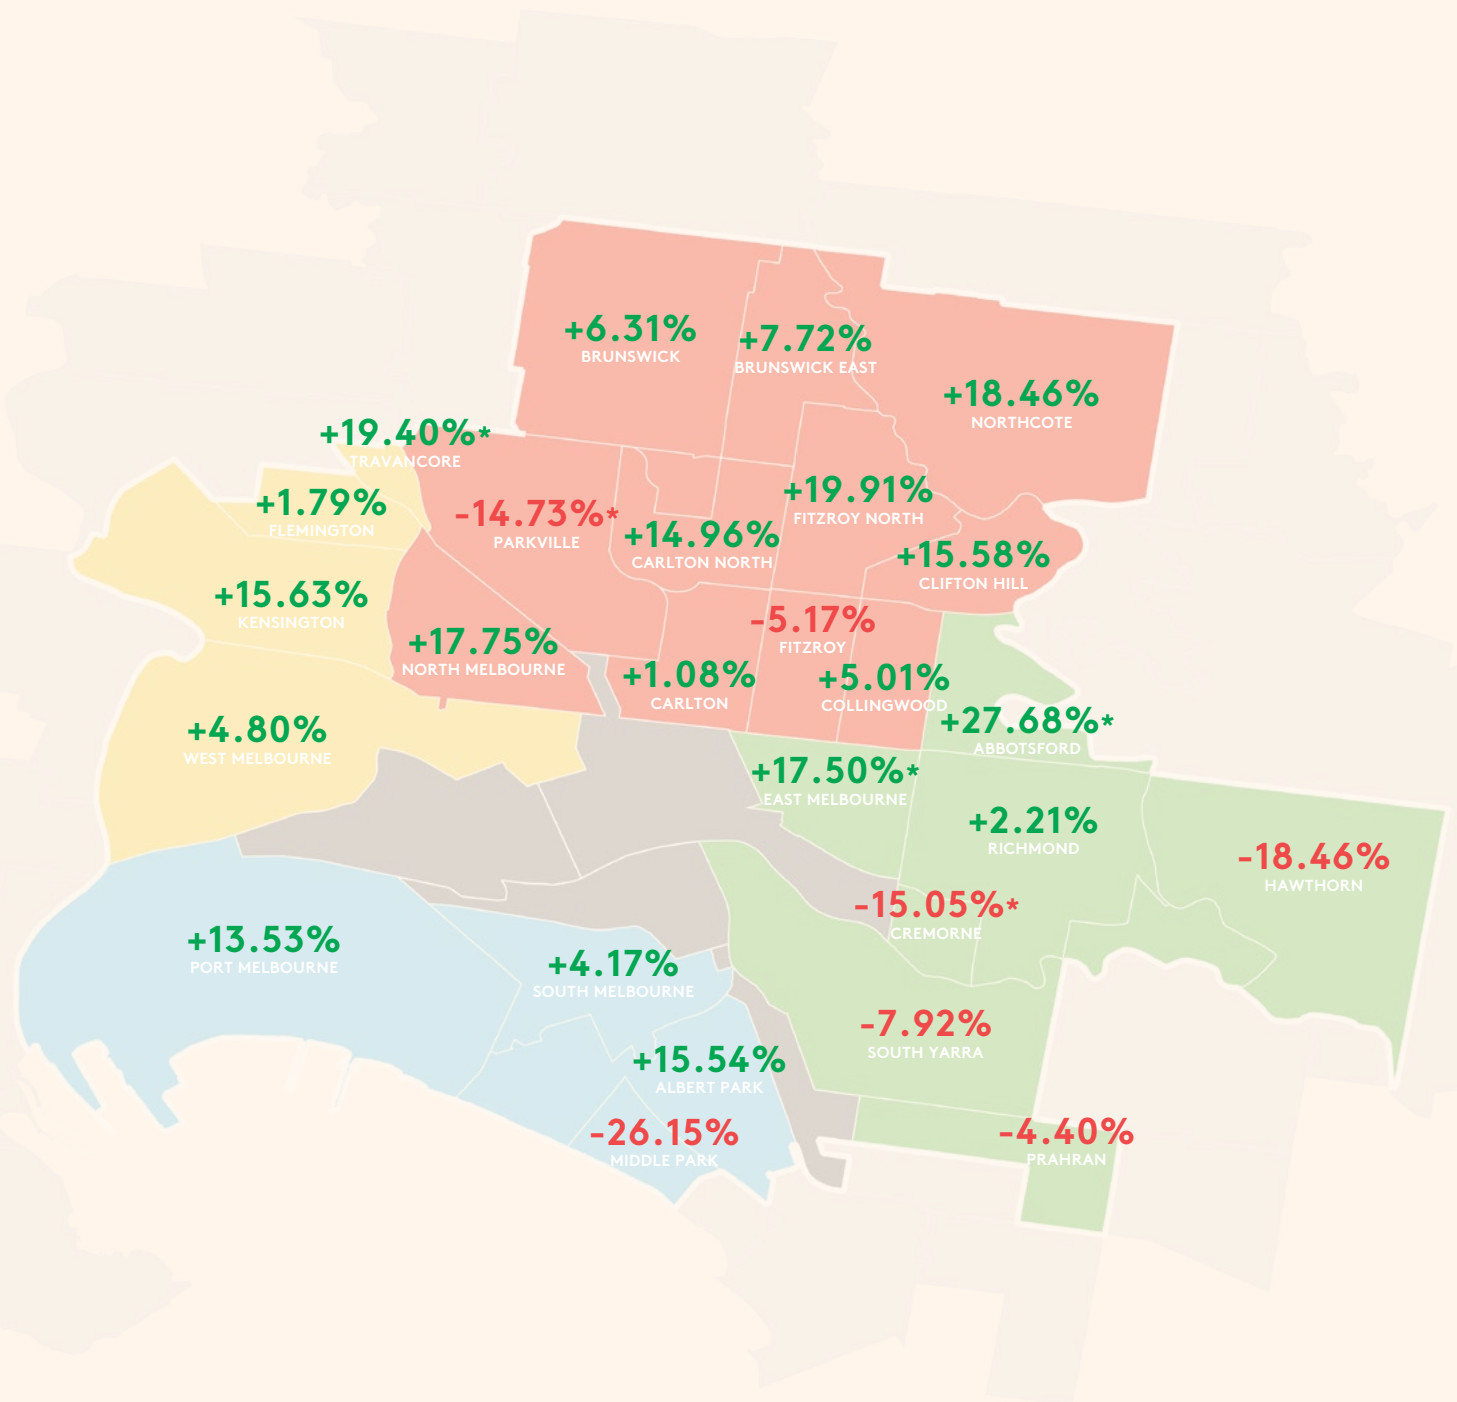 +6.31%
BRUNSWICK
+7.72%
BRUNSWICK EAST
+18.46%
NORTHCOTE
+19.40%*
TRAVANCORE
+1.79%
FLEMINGTON
-14.73%*
PARKVILLE
+14.96%
CARLTON NORTH
+19.91%
FITZROY NORTH
+15.58%
CLIFTON HILL
+15.63%
KENSINGTON
+17.75%
NORTH MELBOURNE
-5.17%
FITZROY
+1.08%
CARLTON
+5.01%
COLLINGWOOD
+27.68%*
ABBOTSFORD
+4.80%
WEST MELBOURNE
+17.50%*
EAST MELBOURNE
+2.21%
RICHMOND
-18.46%
HAWTHORN
-15.05%*
CREMORNE
+13.53%
PORT MELBOURNE
+4.17%
SOUTH MELBOURNE
-7.92%
SOUTH YARRA
+15.54%
ALBERT PARK
-26.15%
MIDDLE PARK
-4.40%
PRAHRAN